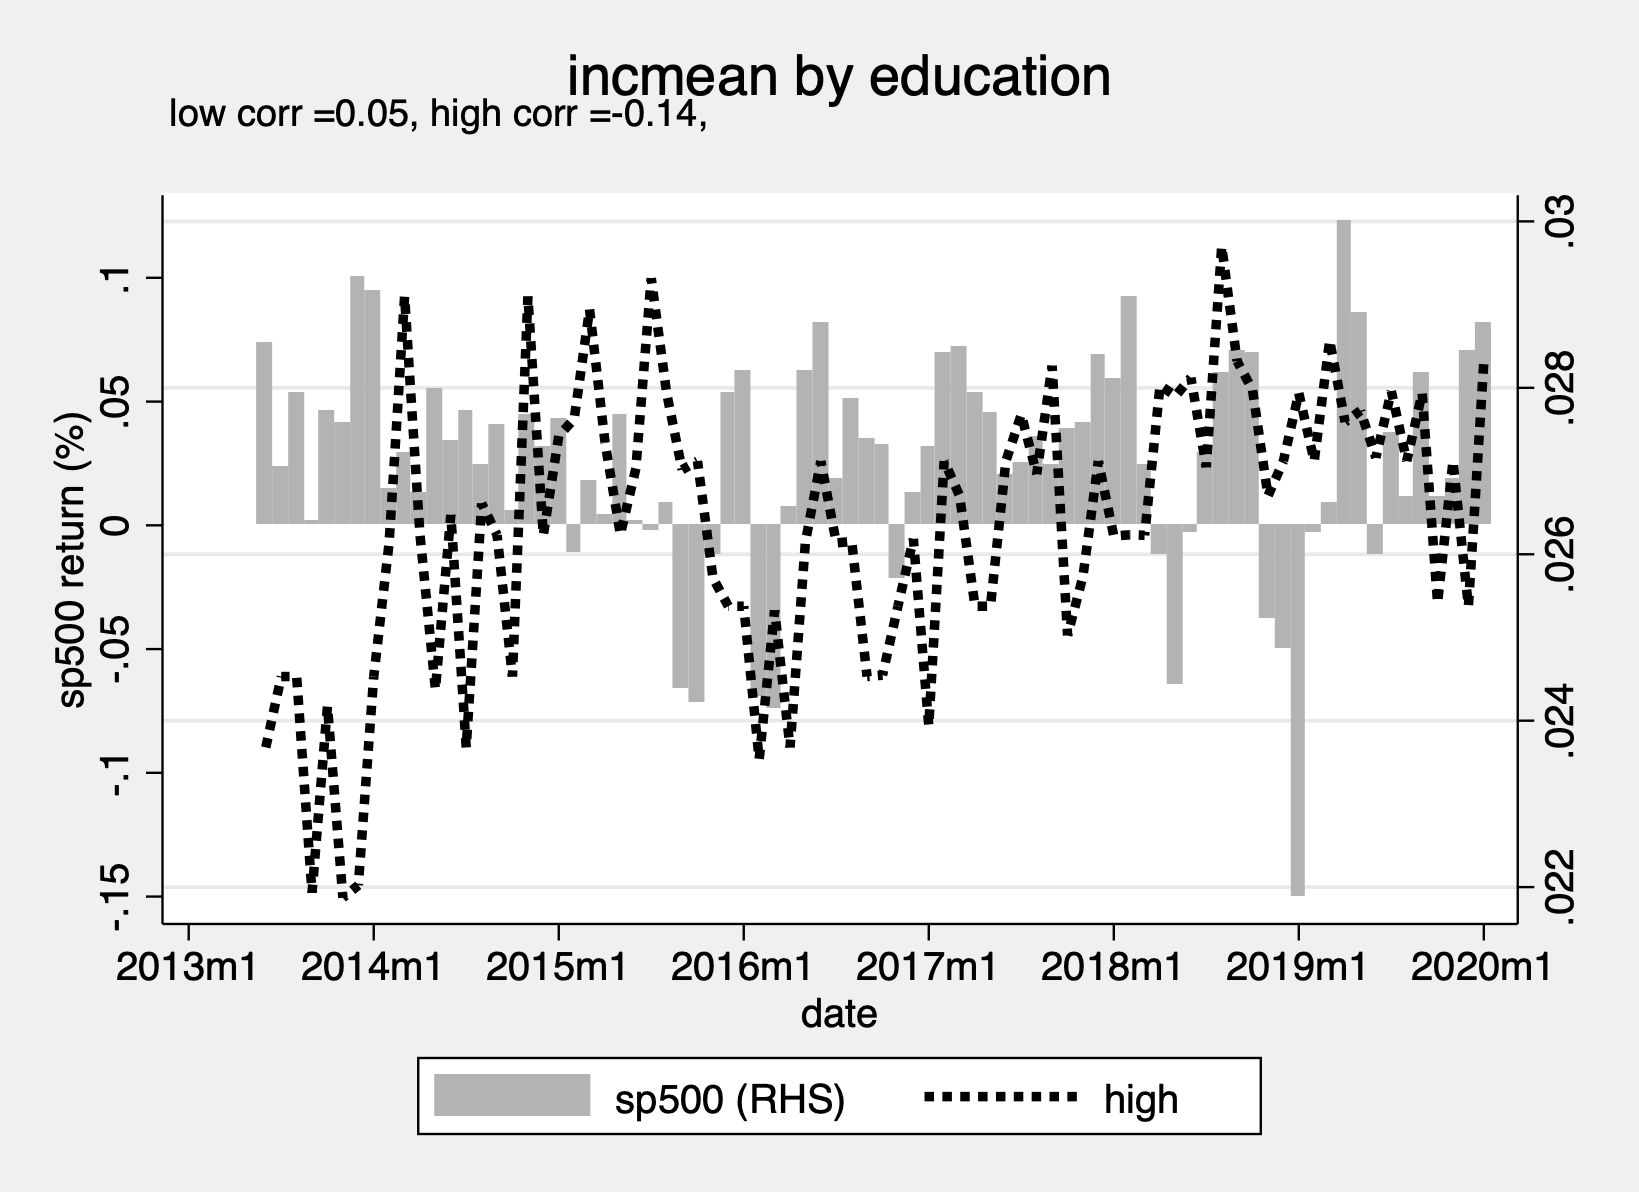 incmean by education
low corr =0.05, high corr =-0.14,
sp500 return (%)
.1
.05
0
-.05
-.1
-.15
.03
.028
.026
.024
.022
2013m1 2014m1 2015m1 2016m1 2017m1 2018m1 2019m1 2020m1
date
sp500 (RHS) high